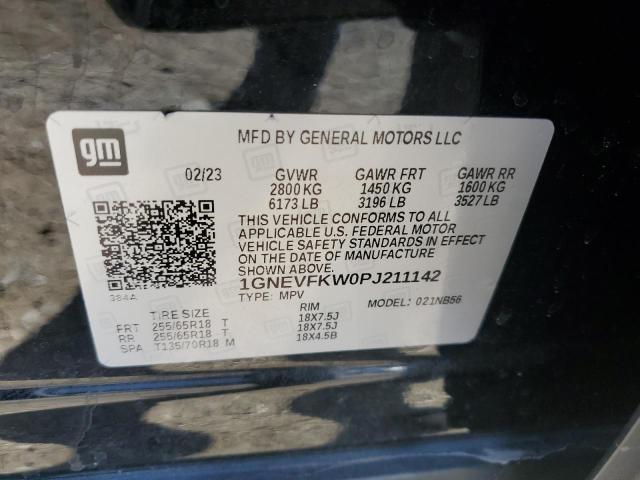 gm
MFD BY GENERAL MOTORS LLC
02/23 GVWR GAWR FRT GAWR RR
2800 KG 1450 KG 1600 KG
6173 LB 3196 LB 3527 LB
THIS VEHICLE CONFORMS TO ALL
APPLICABLE U.S. FEDERAL MOTOR
VEHICLE SAFETY STANDARDS IN EFFECT
ON THE DATE OF MANUFACTURE
SHOWN ABOVE.
384A
1GNEVFKW0PJ211142
TYPE: MPV MODEL: 021NB56
TIRE SIZE RIM
FRT 255/65R18 T 18X7.5J
RR 255/65R18 T 18X7.5J
SPA T135/70R18 M 18X4.5B